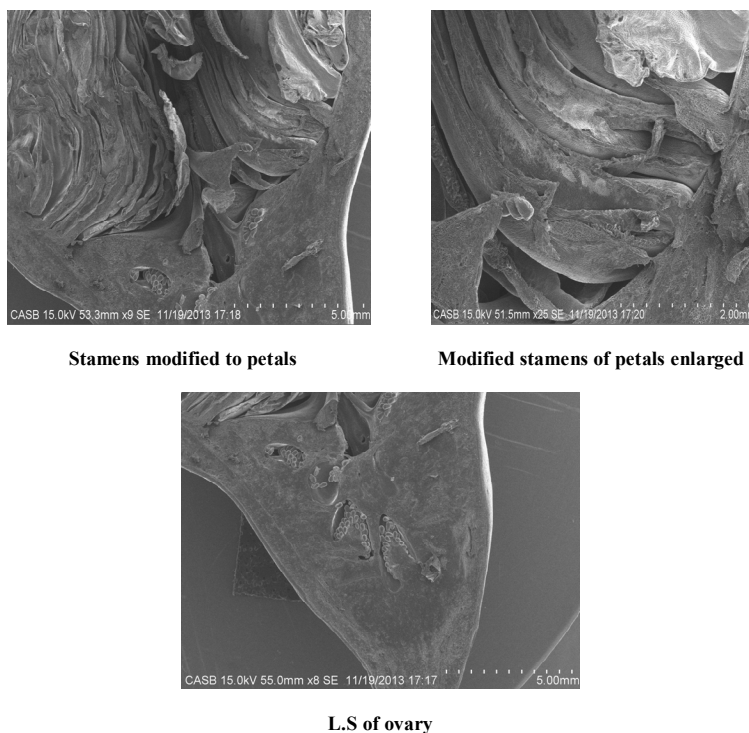 CASB 15.0kV 53.3mm x9 SE 11/19/2013 17:18 5.00mm
CASB 15.0kV 51.5mm x25 SE 11/19/2013 17:20 2.00mm
Stamens modified to petals
Modified stamens of petals enlarged
CASB 15.0kV 55.0mm x8 SE 11/19/2013 17:17 5.00mm
L.S of ovary